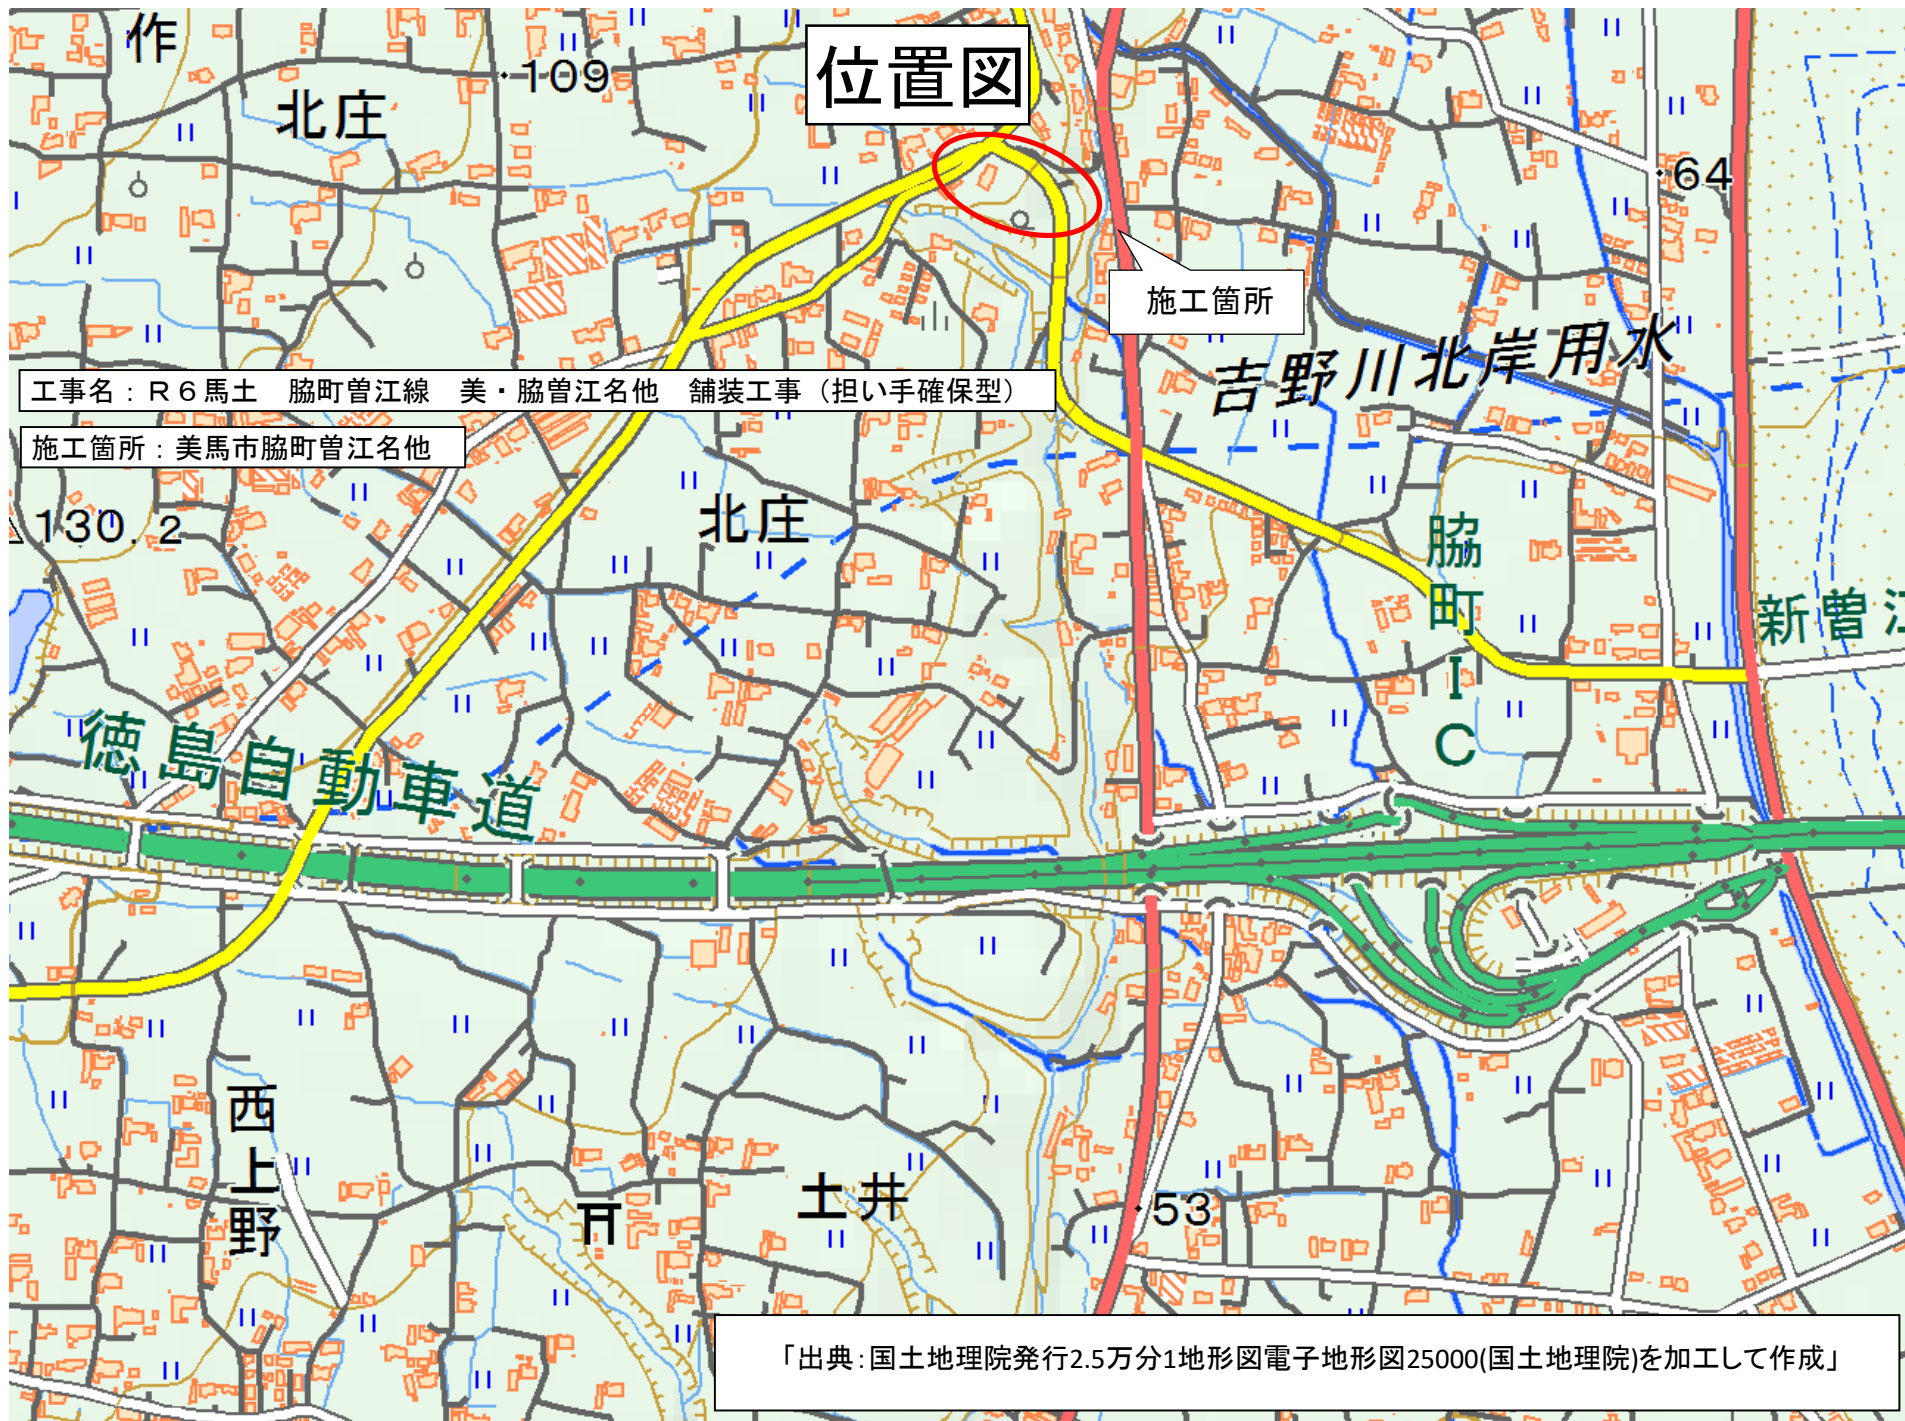 作
北庄
109
位置図
64
施工箇所
吉野川北岸用水
工事名：Ｒ６馬土　脇町曽江線　美・脇曽江名他　舗装工事（担い手確保型）
施工箇所：美馬市脇町曽江名他
130.2
北庄
脇町ＩＣ
新曽江
徳島自動車道
西上野
土井
53
「出典：国土地理院発行2.5万分1地形図電子地形図25000(国土地理院)を加工して作成」